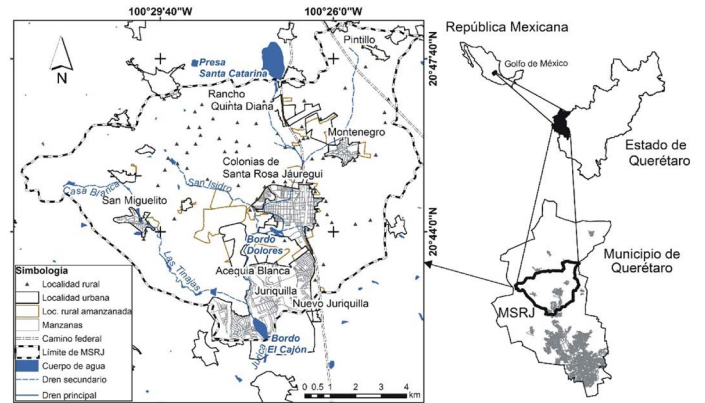 100°29'40"W
100°26'0"W
20°47'40"N
20°44'0"N
N
Pintillo
Presa
Santa Catarina
Rancho
Quinta Diana
Montenegro
Colonias de
Santa Rosa Jáuregui
San Isidro
Casa Blanca
San Miguelito
Bordo
Dolores
Las Tinajas
Acequia Blanca
Juriquilla
Nuevo Juriquilla
Bordo
El Cajón
Jurica
Simbología
Localidad rural
Localidad urbana
Loc. rural amanzanada
Manzanas
Camino federal
Límite de MSRJ
Cuerpo de agua
Dren secundario
Dren principal
0 0.5 1 2 3 4
km
República Mexicana
Golfo de México
Estado de
Querétaro
Municipio de
Querétaro
MSRJ